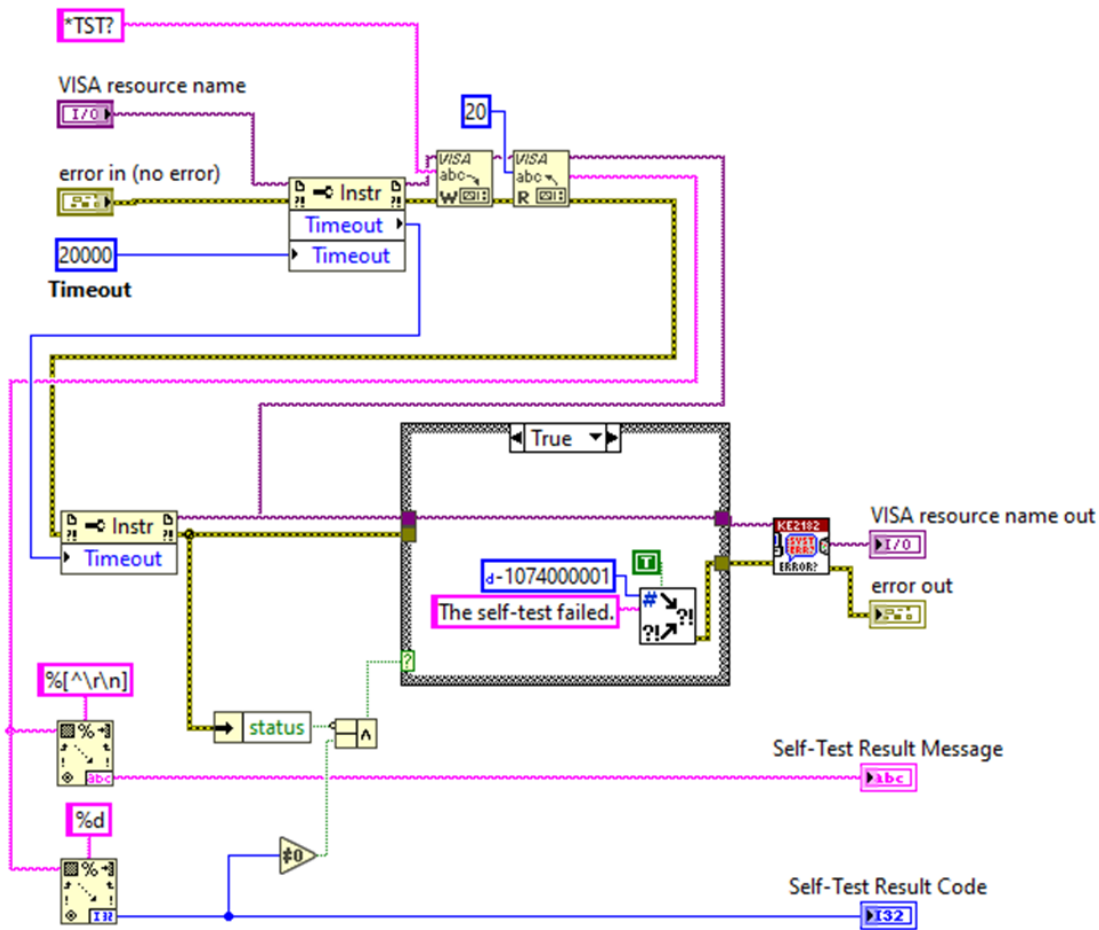 *TST?
VISA resource name
I/O
20
error in (no error)
VISA
abc
W
VISA
abc
R
?!
Instr
?!
Timeout
20000
Timeout
Timeout
True
?!
Instr
?!
Timeout
KE2182
SYST
ERR?
ERROR?
VISA resource name out
I/O
T
d
-1074000001
error out
The self-test failed.
#
?!
?!
?
%[^\r\n]
status
%
abc
Self-Test Result Message
abc
%d
≠0
%
I32
Self-Test Result Code
I32